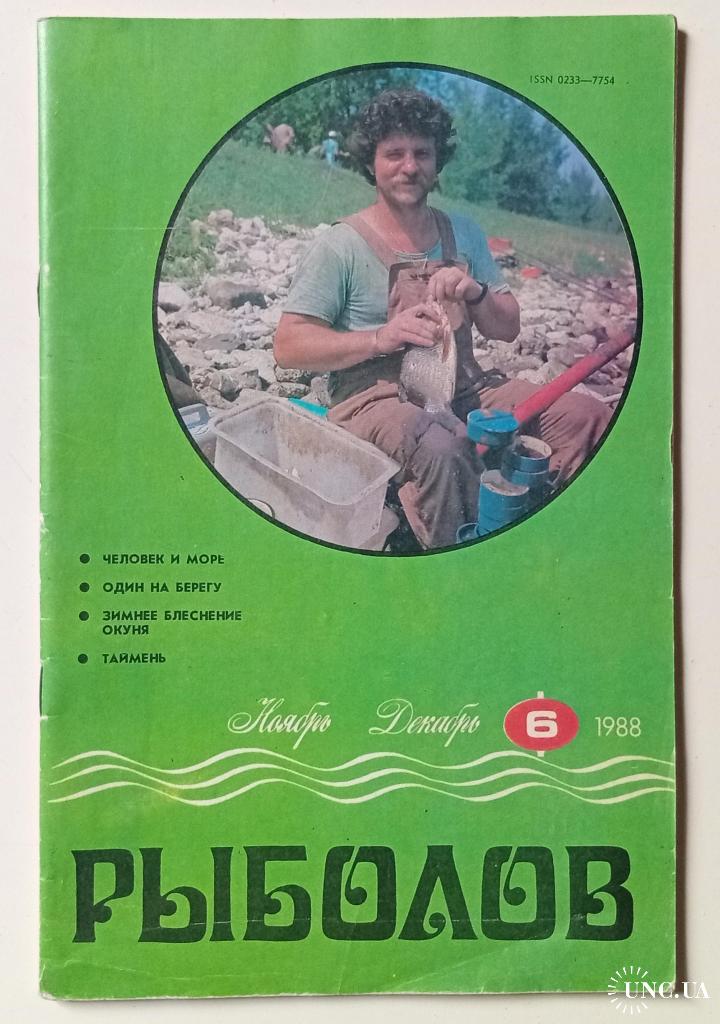 ISSN 0233—7754
● ЧЕЛОВЕК И МОРЕ
● ОДИН НА БЕРЕГУ
● ЗИМНЕЕ БЛЕСНЕНИЕ
ОКУНЯ
● ТАЙМЕНЬ
Ноябрь Декабрь 6 1988
РЫБОЛОВ
UNC.UA